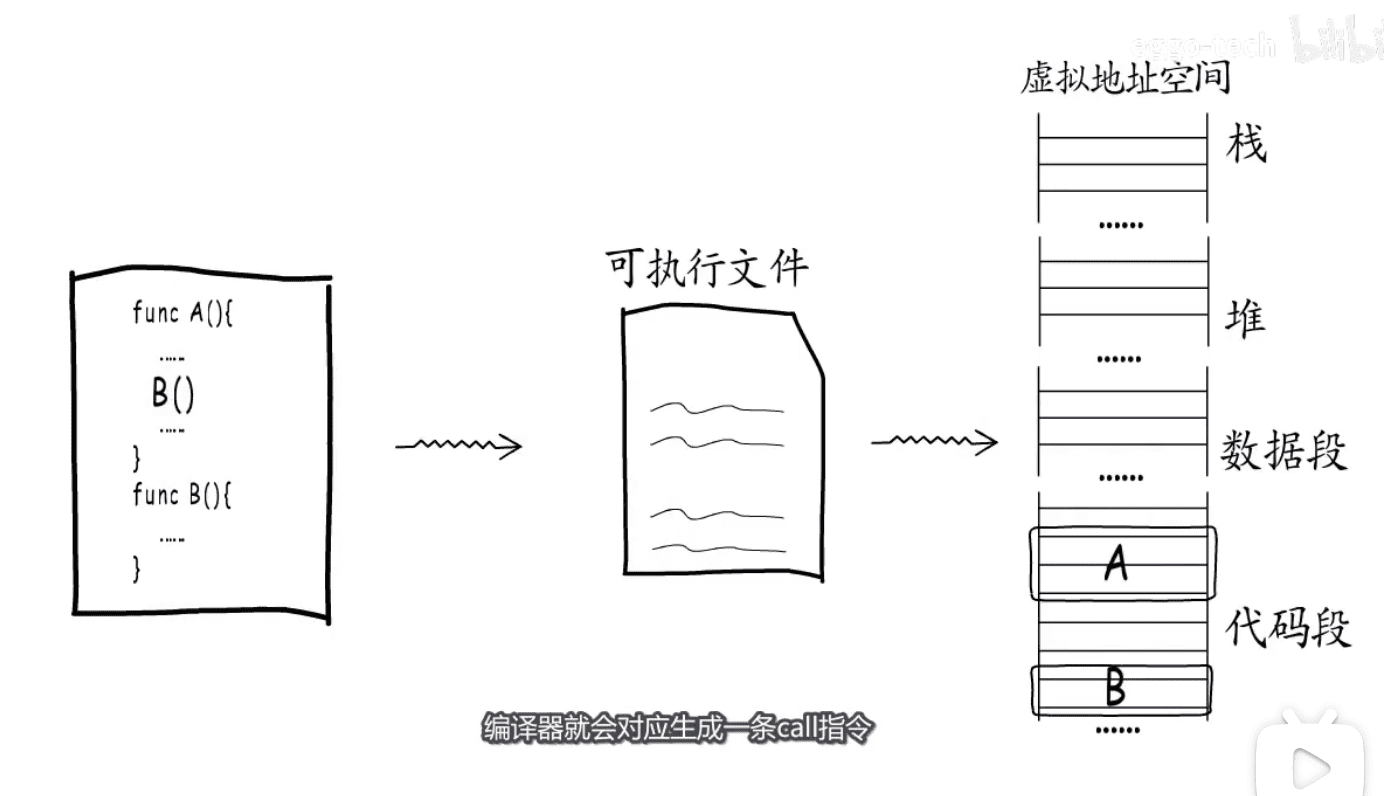 eggo-tech bilibili
虚拟地址空间
栈
......
堆
......
数据段
......
A
代码段
B
......
可执行文件
func A(){
......
B()
......
}
func B(){
......
}
编译器就会对应生成一条call指令